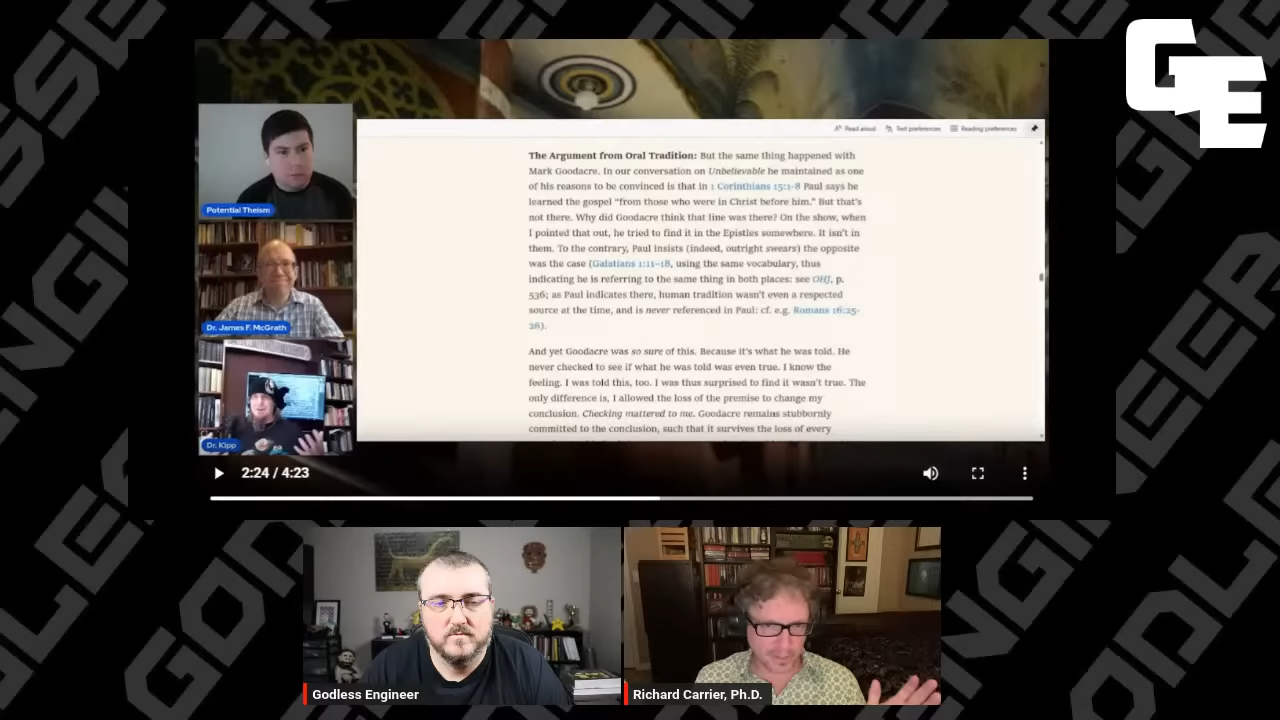 GE
Read aloud Text preferences Reading preferences
The Argument from Oral Tradition: But the same thing happened with
Mark Goodacre. In our conversation on Unbelievable he maintained as one
of his reasons to be convinced is that in 1 Corinthians 15:1-8 Paul says he
learned the gospel “from those who were in Christ before him.” But that’s
not there. Why did Goodacre think that line was there? On the show, when
I pointed that out, he tried to find it in the Epistles somewhere. It isn’t in
them. To the contrary, Paul insists (indeed, outright swears) the opposite
was the case (Galatians 1:11–18, using the same vocabulary, thus
indicating he is referring to the same thing in both places: see OHJ, p.
536; as Paul indicates there, human tradition wasn’t even a respected
source at the time, and is never referenced in Paul: cf. e.g. Romans 16:25-
26).
And yet Goodacre was so sure of this. Because it’s what he was told. He
never checked to see if what he was told was even true. I know the
feeling. I was told this, too. I was thus surprised to find it wasn’t true. The
only difference is, I allowed the loss of the premise to change my
conclusion. Checking mattered to me. Goodacre remains stubbornly
committed to the conclusion, such that it survives the loss of every
Potential Theism
Dr. James F. McGrath
Dr. Kipp
2:24 / 4:23
Godless Engineer
Richard Carrier, Ph.D.